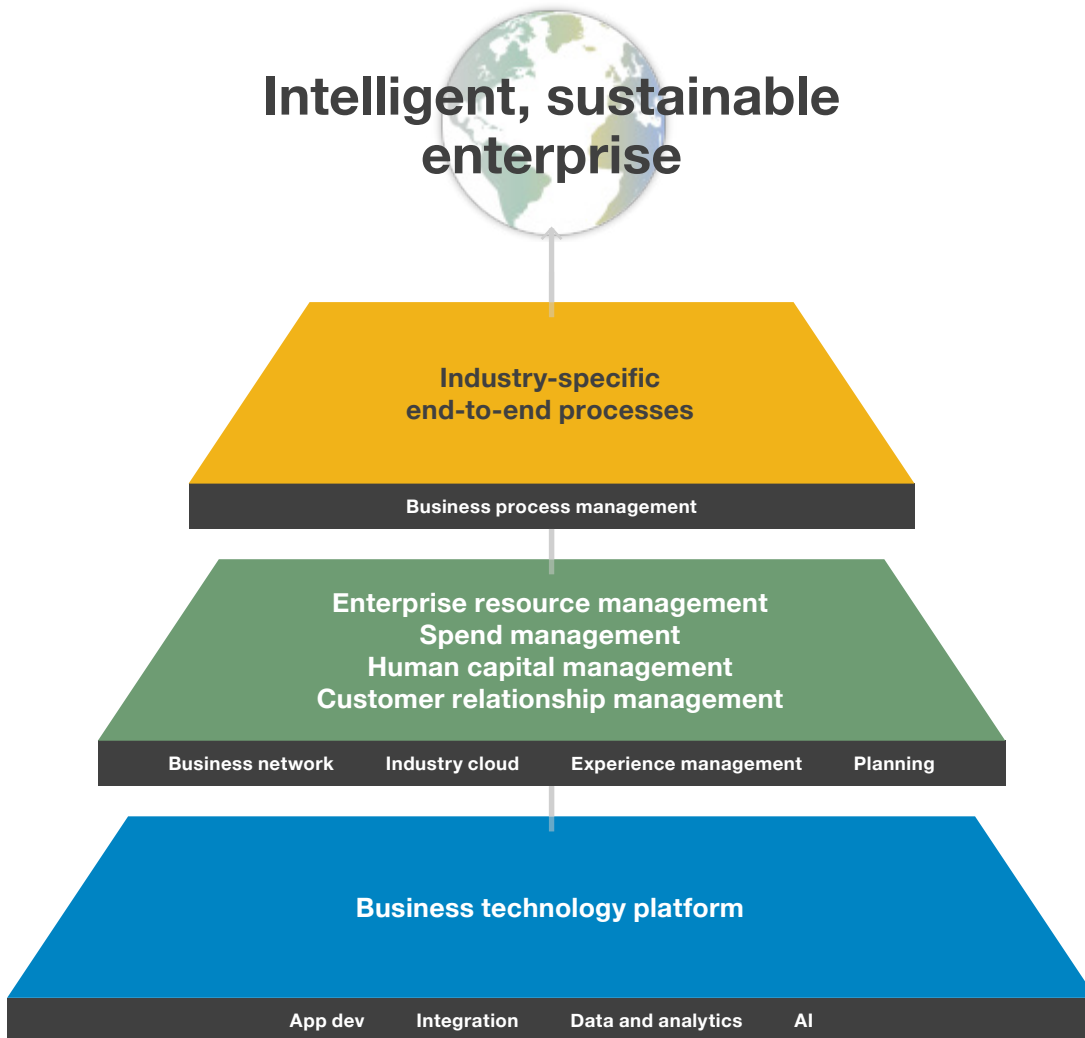 Intelligent, sustainable
enterprise
Industry-specific
end-to-end processes
Business process management
Enterprise resource management
Spend management
Human capital management
Customer relationship management
Business network Industry cloud Experience management Planning
Business technology platform
App dev Integration Data and analytics AI